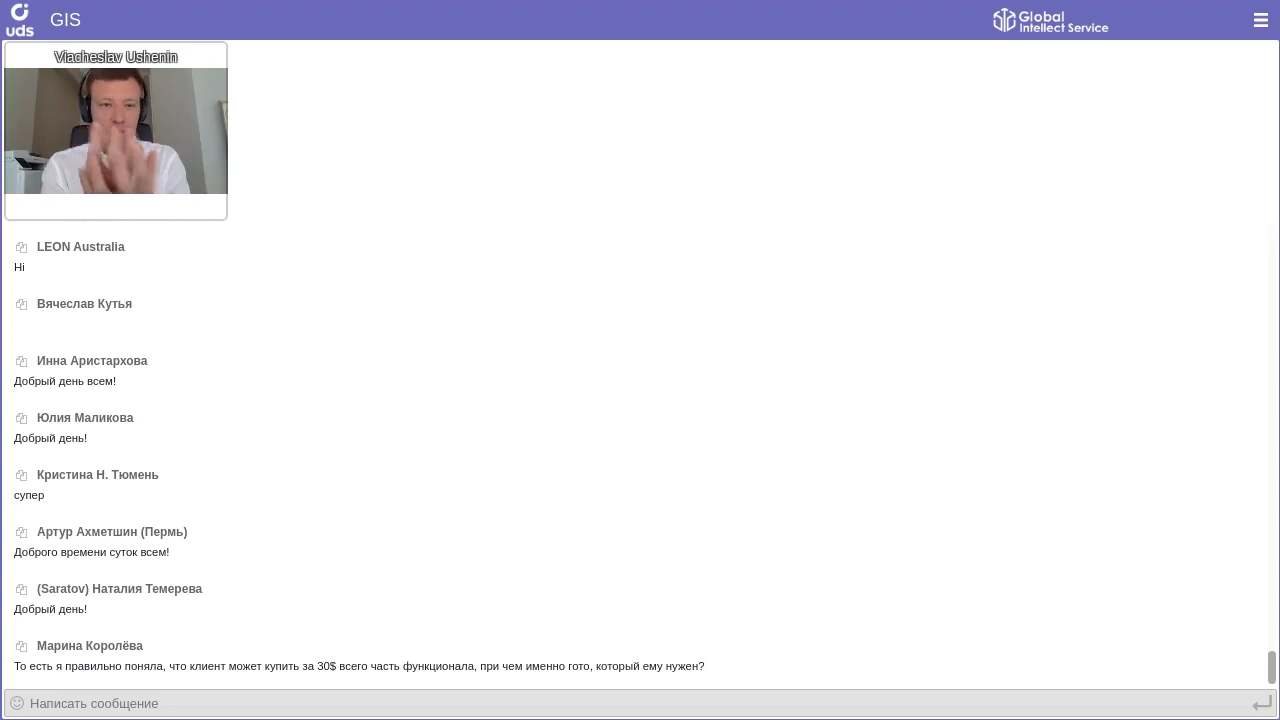 uds
GIS
Global
Intellect Service
Viacheslav Ushenin
LEON Australia
Hi
Вячеслав Кутья
Инна Аристархова
Добрый день всем!
Юлия Маликова
Добрый день!
Кристина Н. Тюмень
супер
Артур Ахметшин (Пермь)
Доброго времени суток всем!
(Saratov) Наталия Темерева
Добрый день!
Марина Королёва
То есть я правильно поняла, что клиент может купить за 30$ всего часть функционала, при чем именно гото, который ему нужен?
Написать сообщение